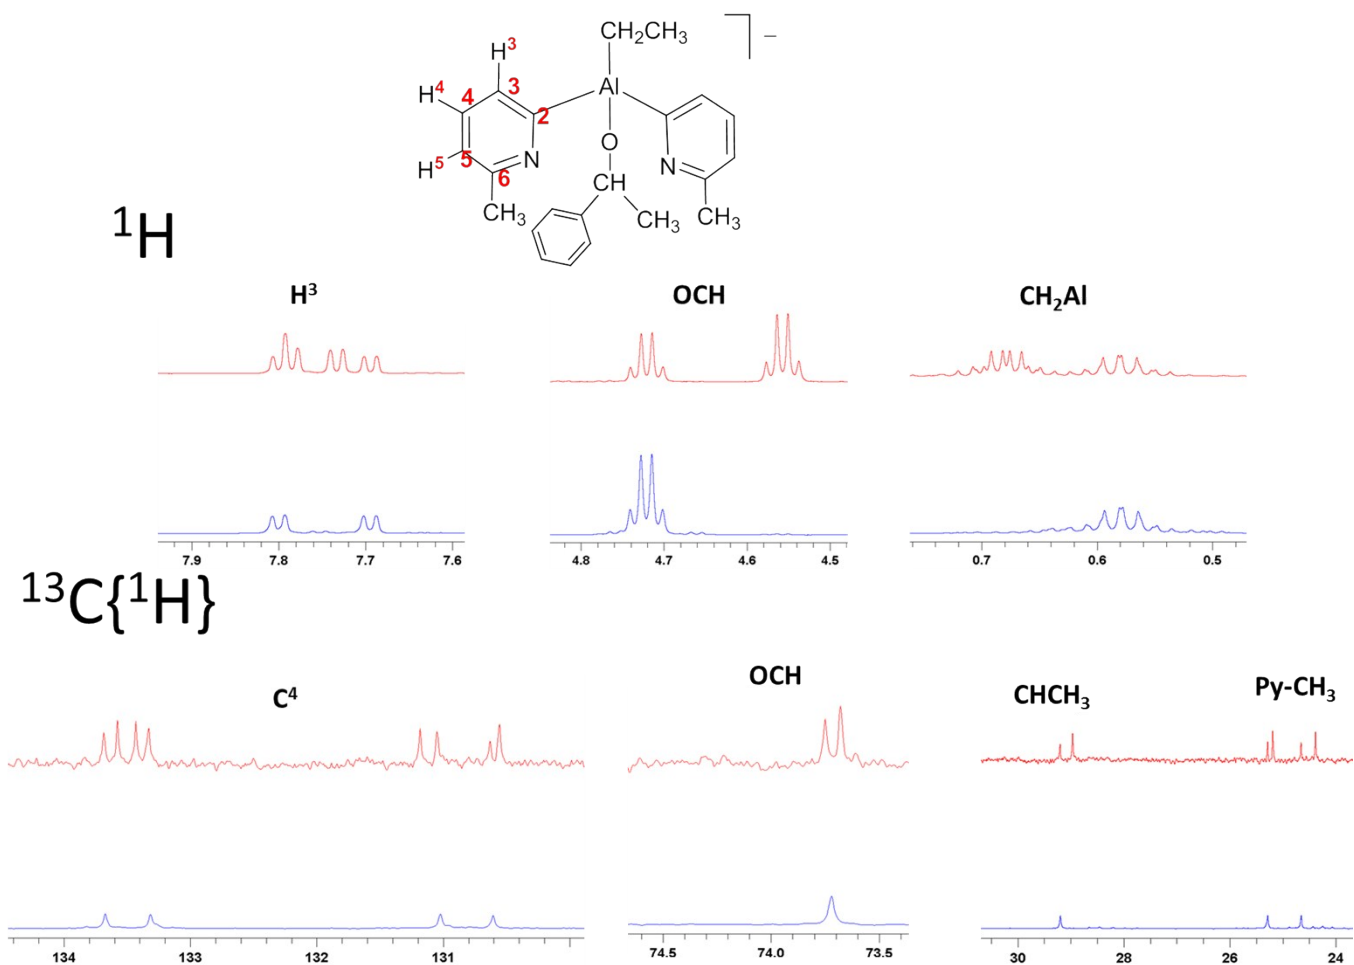 CH2CH3
–
H3
3
Al
H4
4
2
O
H5
5
N
N
6
CH
CH3
CH3
CH3
1H
H3
OCH
CH2Al
7.9 7.8 7.7 7.6
4.8 4.7 4.6 4.5
0.7 0.6 0.5
13C{1H}
C4
OCH
CHCH3
Py-CH3
134 133 132 131
74.5 74.0 73.5
30 28 26 24